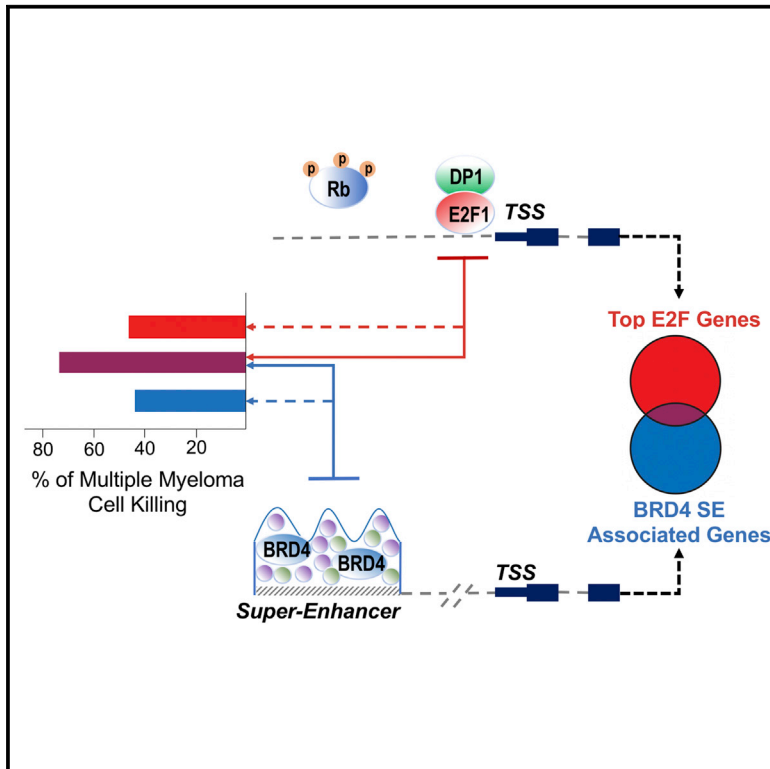 p
p
p
Rb
DP1
E2F1
TSS
Top E2F Genes
80
60
40
20
% of Multiple Myeloma
Cell Killing
BRD4
BRD4
Super-Enhancer
TSS
BRD4 SE
Associated Genes